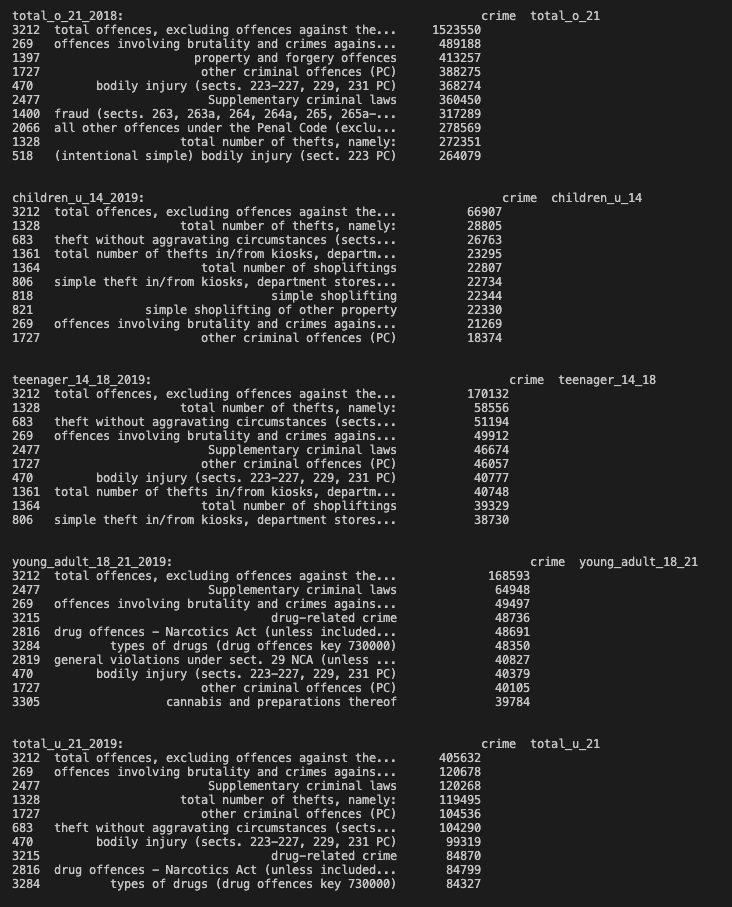 total_o_21_2018: crime total_o_21
3212 total offences, excluding offences against the... 1523550
269 offences involving brutality and crimes agains... 489188
1397 property and forgery offences 413257
1727 other criminal offences (PC) 388275
470 bodily injury (sects. 223-227, 229, 231 PC) 368274
2477 Supplementary criminal laws 360450
1400 fraud (sects. 263, 263a, 264, 264a, 265, 265a-... 317289
2066 all other offences under the Penal Code (exclu... 278569
1328 total number of thefts, namely: 272351
518 (intentional simple) bodily injury (sect. 223 PC) 264079
children_u_14_2019: crime children_u_14
3212 total offences, excluding offences against the... 66907
1328 total number of thefts, namely: 28805
683 theft without aggravating circumstances (sects... 26763
1361 total number of thefts in/from kiosks, departm... 23295
1364 total number of shopliftings 22807
806 simple theft in/from kiosks, department stores... 22734
818 simple shoplifting 22344
821 simple shoplifting of other property 22330
269 offences involving brutality and crimes agains... 21269
1727 other criminal offences (PC) 18374
teenager_14_18_2019: crime teenager_14_18
3212 total offences, excluding offences against the... 170132
1328 total number of thefts, namely: 58556
683 theft without aggravating circumstances (sects... 51194
269 offences involving brutality and crimes agains... 49912
2477 Supplementary criminal laws 46674
1727 other criminal offences (PC) 46057
470 bodily injury (sects. 223-227, 229, 231 PC) 40777
1361 total number of thefts in/from kiosks, departm... 40748
1364 total number of shopliftings 39329
806 simple theft in/from kiosks, department stores... 38730
young_adult_18_21_2019: crime young_adult_18_21
3212 total offences, excluding offences against the... 168593
2477 Supplementary criminal laws 64948
269 offences involving brutality and crimes agains... 49497
3215 drug-related crime 48736
2816 drug offences - Narcotics Act (unless included... 48691
3284 types of drugs (drug offences key 730000) 48350
2819 general violations under sect. 29 NCA (unless ... 40827
470 bodily injury (sects. 223-227, 229, 231 PC) 40379
1727 other criminal offences (PC) 40105
3305 cannabis and preparations thereof 39784
total_u_21_2019: crime total_u_21
3212 total offences, excluding offences against the... 405632
269 offences involving brutality and crimes agains... 120678
2477 Supplementary criminal laws 120268
1328 total number of thefts, namely: 119495
1727 other criminal offences (PC) 104536
683 theft without aggravating circumstances (sects... 104290
470 bodily injury (sects. 223-227, 229, 231 PC) 99319
3215 drug-related crime 84870
2816 drug offences - Narcotics Act (unless included... 84799
3284 types of drugs (drug offences key 730000) 84327